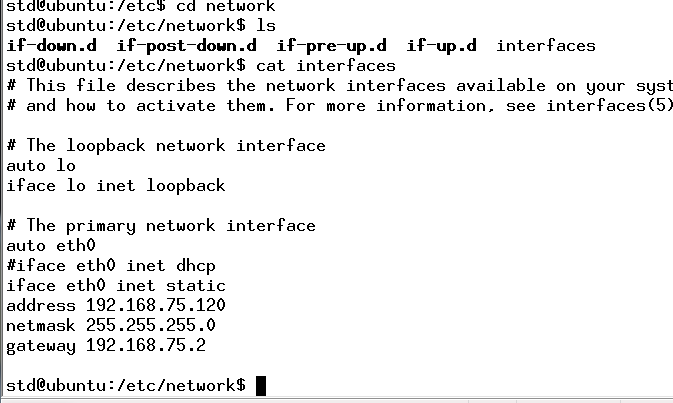 std@ubuntu:/etc$ cd network
std@ubuntu:/etc/network$ ls
if-down.d  if-post-down.d  if-pre-up.d  if-up.d  interfaces
std@ubuntu:/etc/network$ cat interfaces
# This file describes the network interfaces available on your syst
# and how to activate them. For more information, see interfaces(5)

# The loopback network interface
auto lo
iface lo inet loopback

# The primary network interface
auto eth0
#iface eth0 inet dhcp
iface eth0 inet static
address 192.168.75.120
netmask 255.255.255.0
gateway 192.168.75.2

std@ubuntu:/etc/network$